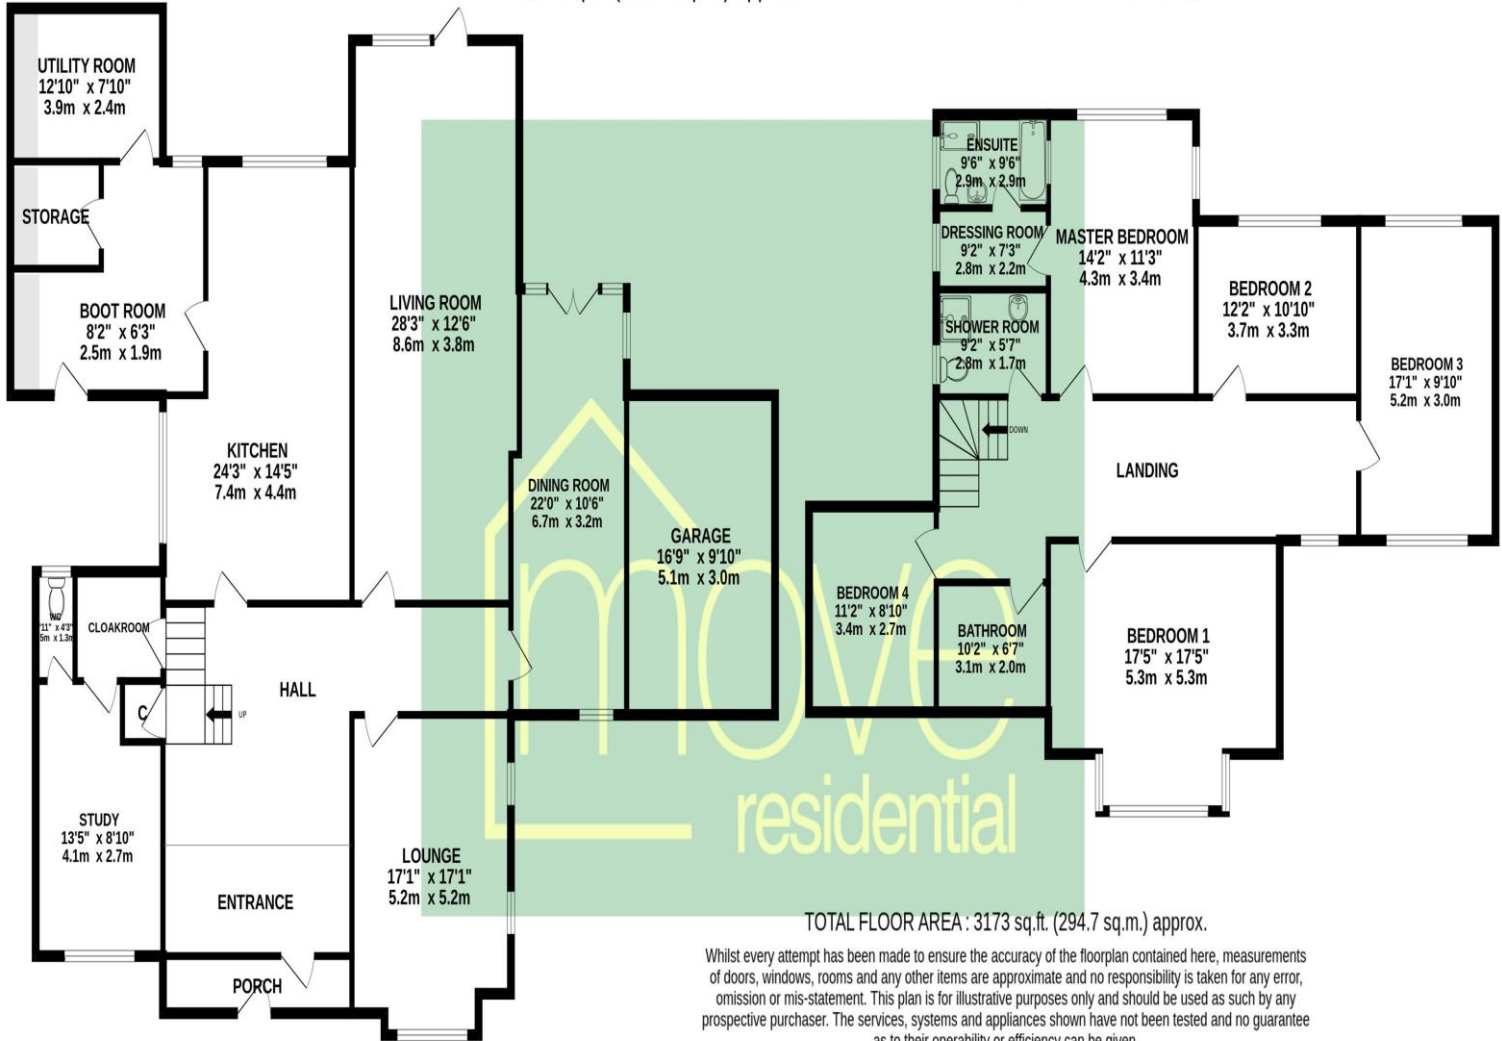 UTILITY ROOM
12'10" x 7'10"
3.9m x 2.4m
STORAGE
BOOT ROOM
8'2" x 6'3"
2.5m x 1.9m
KITCHEN
24'3" x 14'5"
7.4m x 4.4m
LIVING ROOM
28'3" x 12'6"
8.6m x 3.8m
DINING ROOM
22'0" x 10'6"
6.7m x 3.2m
GARAGE
16'9" x 9'10"
5.1m x 3.0m
WC
CLOAKROOM
C
HALL
UP
STUDY
13'5" x 8'10"
4.1m x 2.7m
ENTRANCE
PORCH
LOUNGE
17'1" x 17'1"
5.2m x 5.2m
ENSUITE
9'6" x 9'6"
2.9m x 2.9m
DRESSING ROOM
9'2" x 7'3"
2.8m x 2.2m
SHOWER ROOM
9'2" x 5'7"
2.8m x 1.7m
MASTER BEDROOM
14'2" x 11'3"
4.3m x 3.4m
BEDROOM 2
12'2" x 10'10"
3.7m x 3.3m
BEDROOM 3
17'1" x 9'10"
5.2m x 3.0m
DOWN
LANDING
BEDROOM 4
11'2" x 8'10"
3.4m x 2.7m
BATHROOM
10'2" x 6'7"
3.1m x 2.0m
BEDROOM 1
17'5" x 17'5"
5.3m x 5.3m
move
residential
TOTAL FLOOR AREA : 3173 sq.ft. (294.7 sq.m.) approx.
Whilst every attempt has been made to ensure the accuracy of the floorplan contained here, measurements
of doors, windows, rooms and any other items are approximate and no responsibility is taken for any error,
omission or mis-statement. This plan is for illustrative purposes only and should be used as such by any
prospective purchaser. The services, systems and appliances shown have not been tested and no guarantee
as to their operability or efficiency can be given